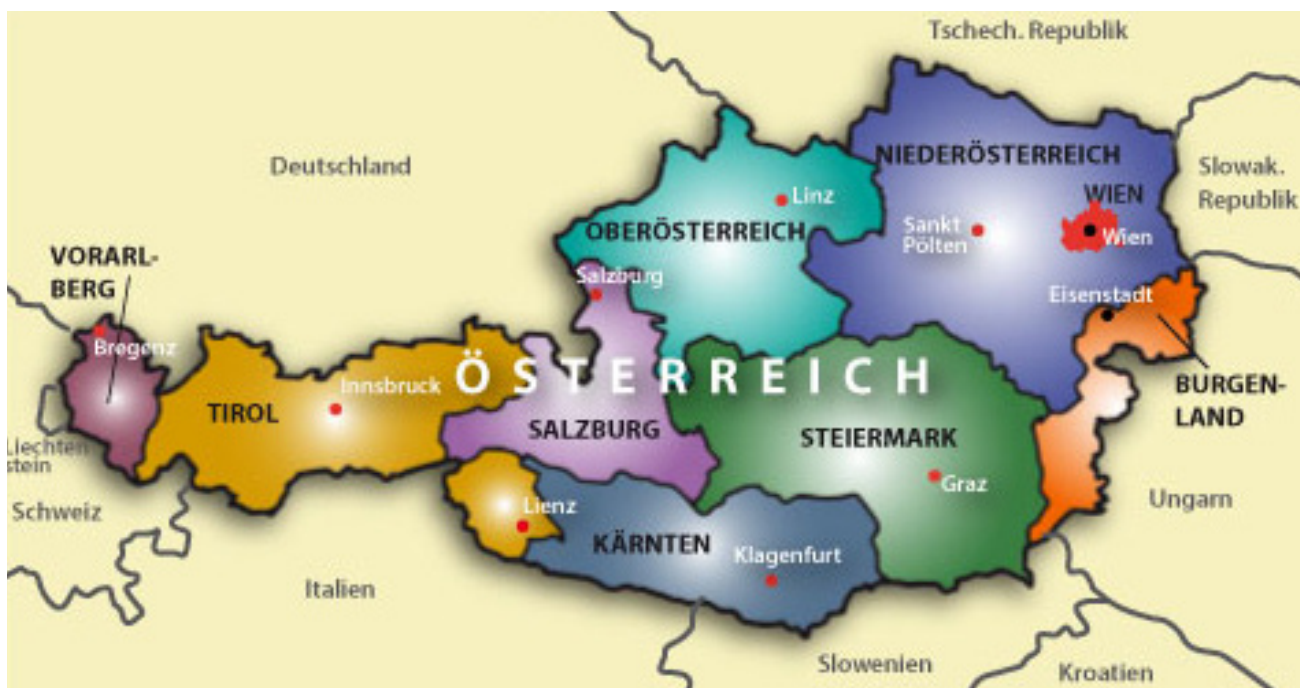 Tschech. Republik
Deutschland
NIEDERÖSTERREICH
Slowak.
Republik
WIEN
Linz
OBERÖSTERREICH
Sankt
Pölten
Wien
VORARL-
BERG
Salzburg
Eisenstadt
Bregenz
Innsbruck
ÖSTERREICH
BURGEN-
LAND
TIROL
SALZBURG
STEIERMARK
Liechten
stein
Graz
Schweiz
Lienz
Ungarn
KÄRNTEN
Klagenfurt
Italien
Slowenien
Kroatien